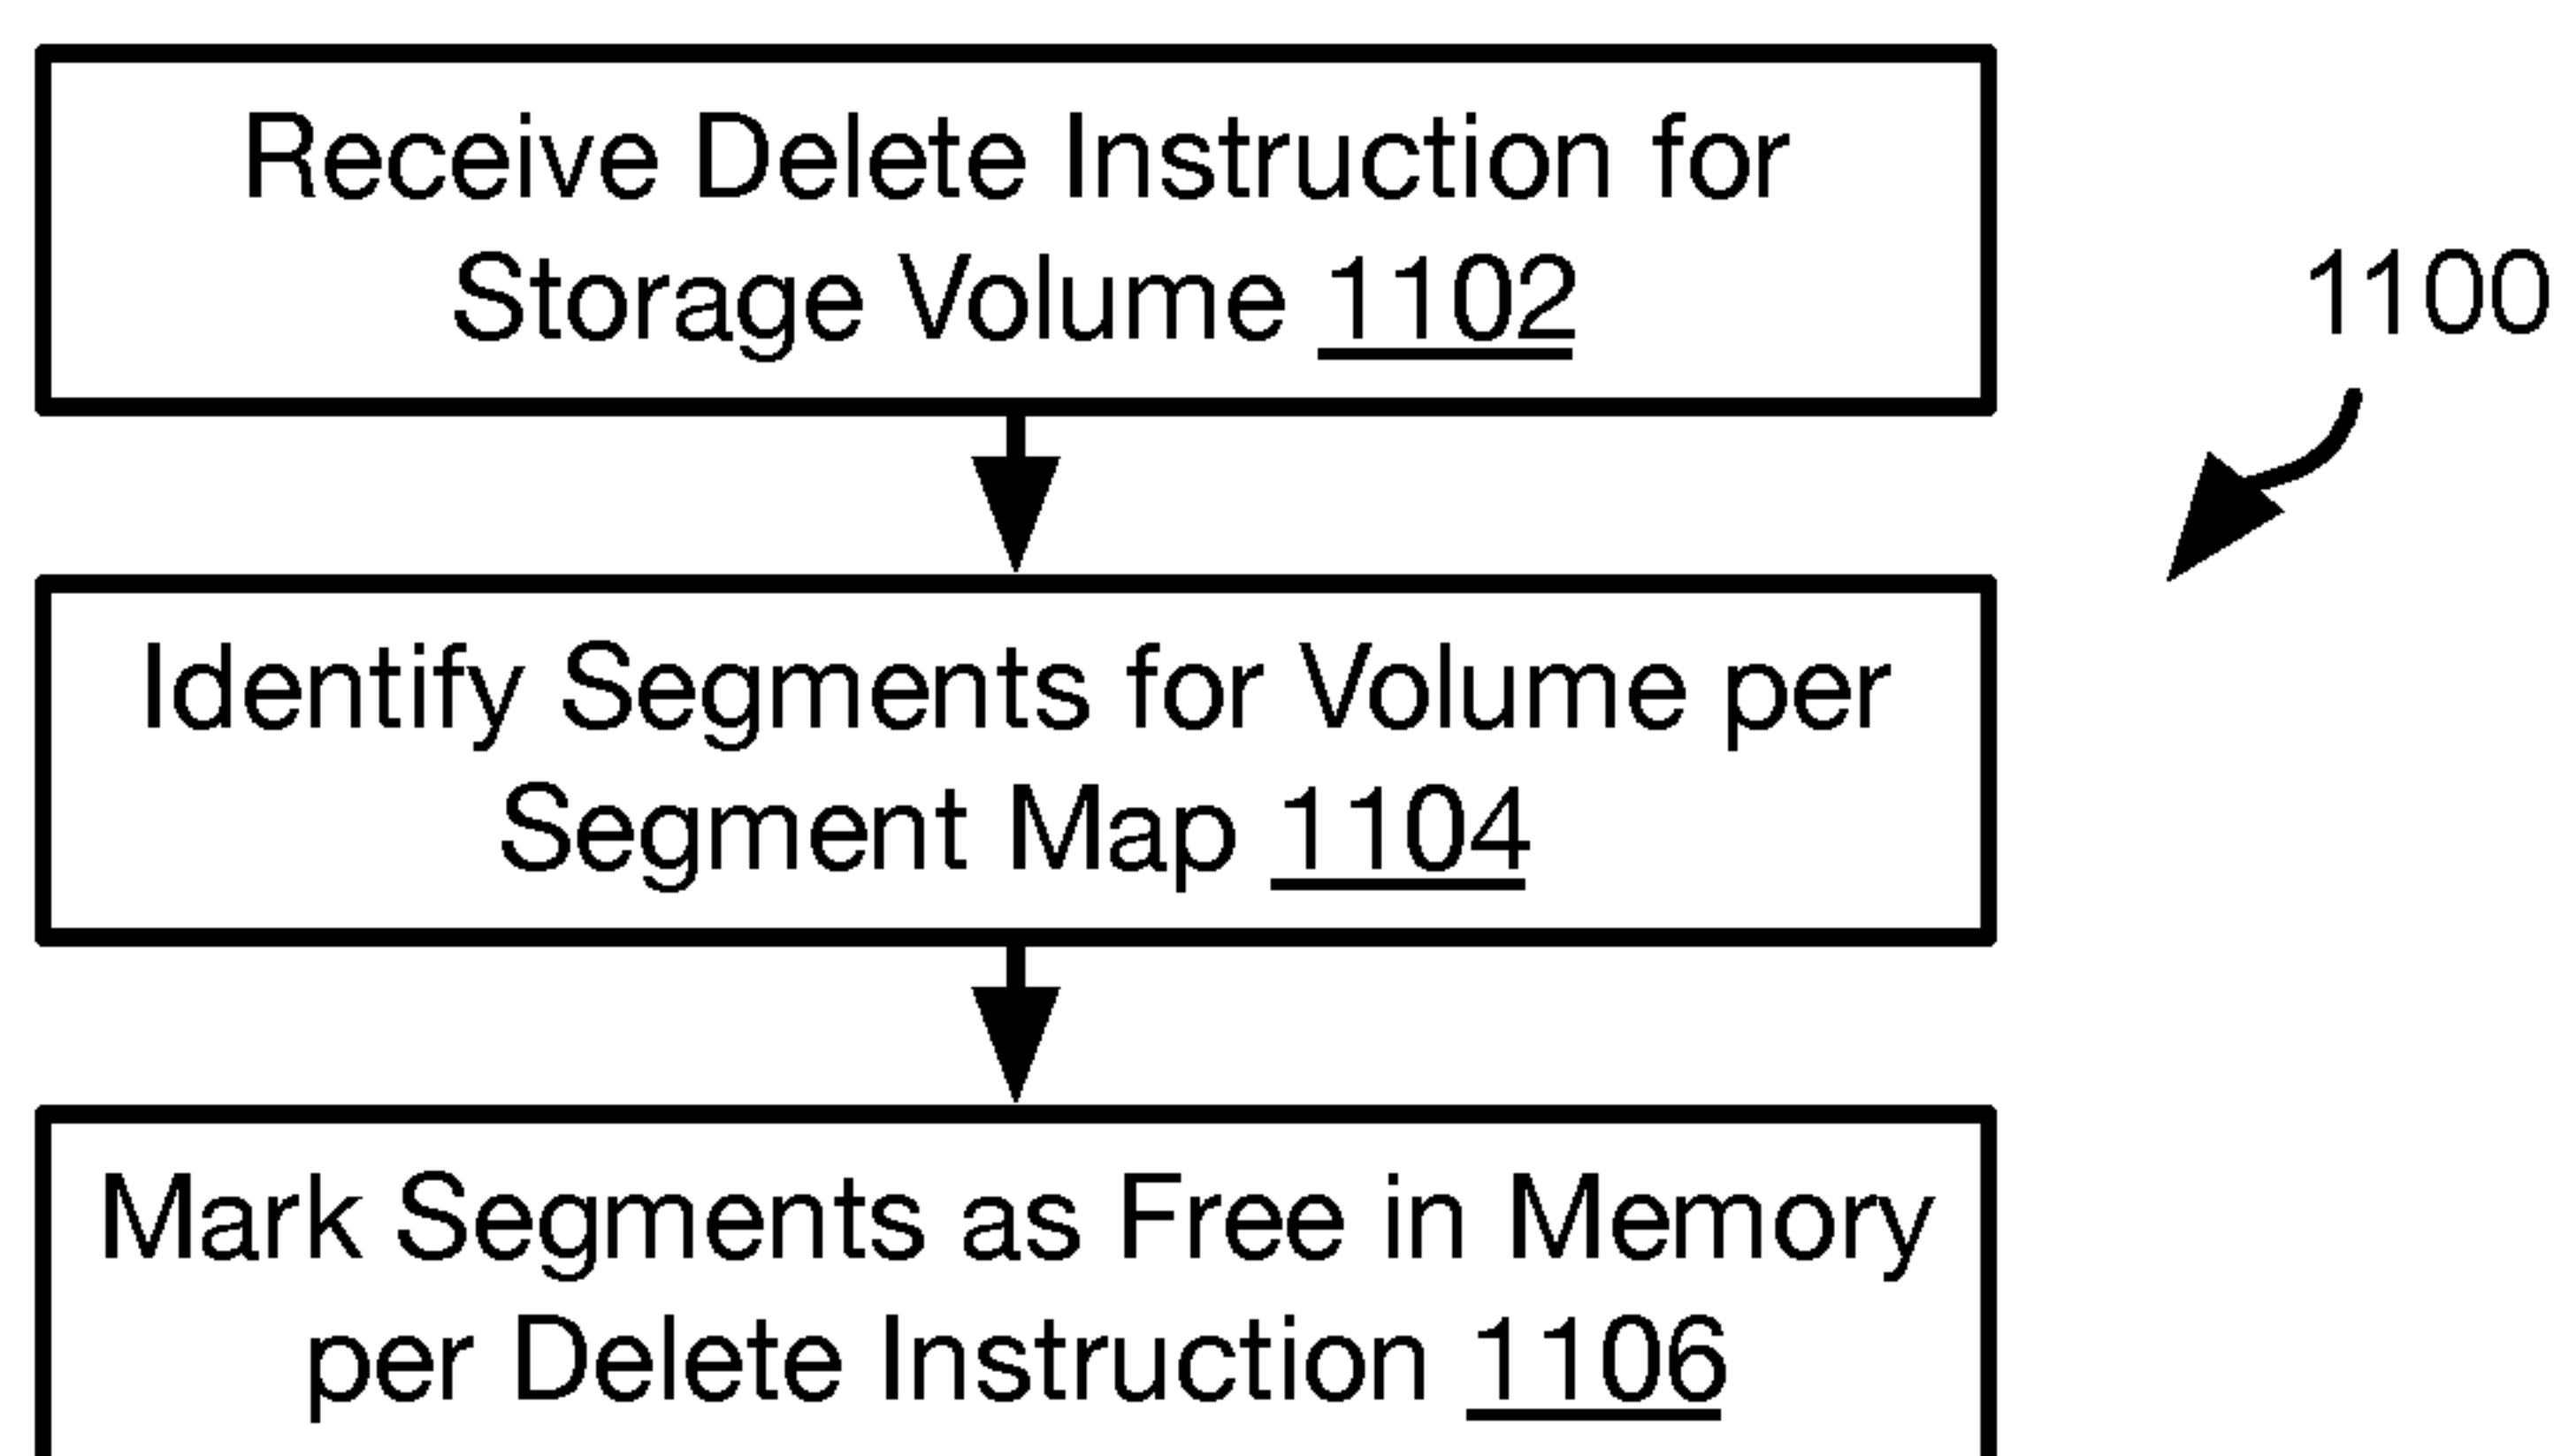 Receive Delete Instruction for
Storage Volume 1102
1100
Identify Segments for Volume per
Segment Map 1104
Mark Segments as Free in Memory
per Delete Instruction 1106